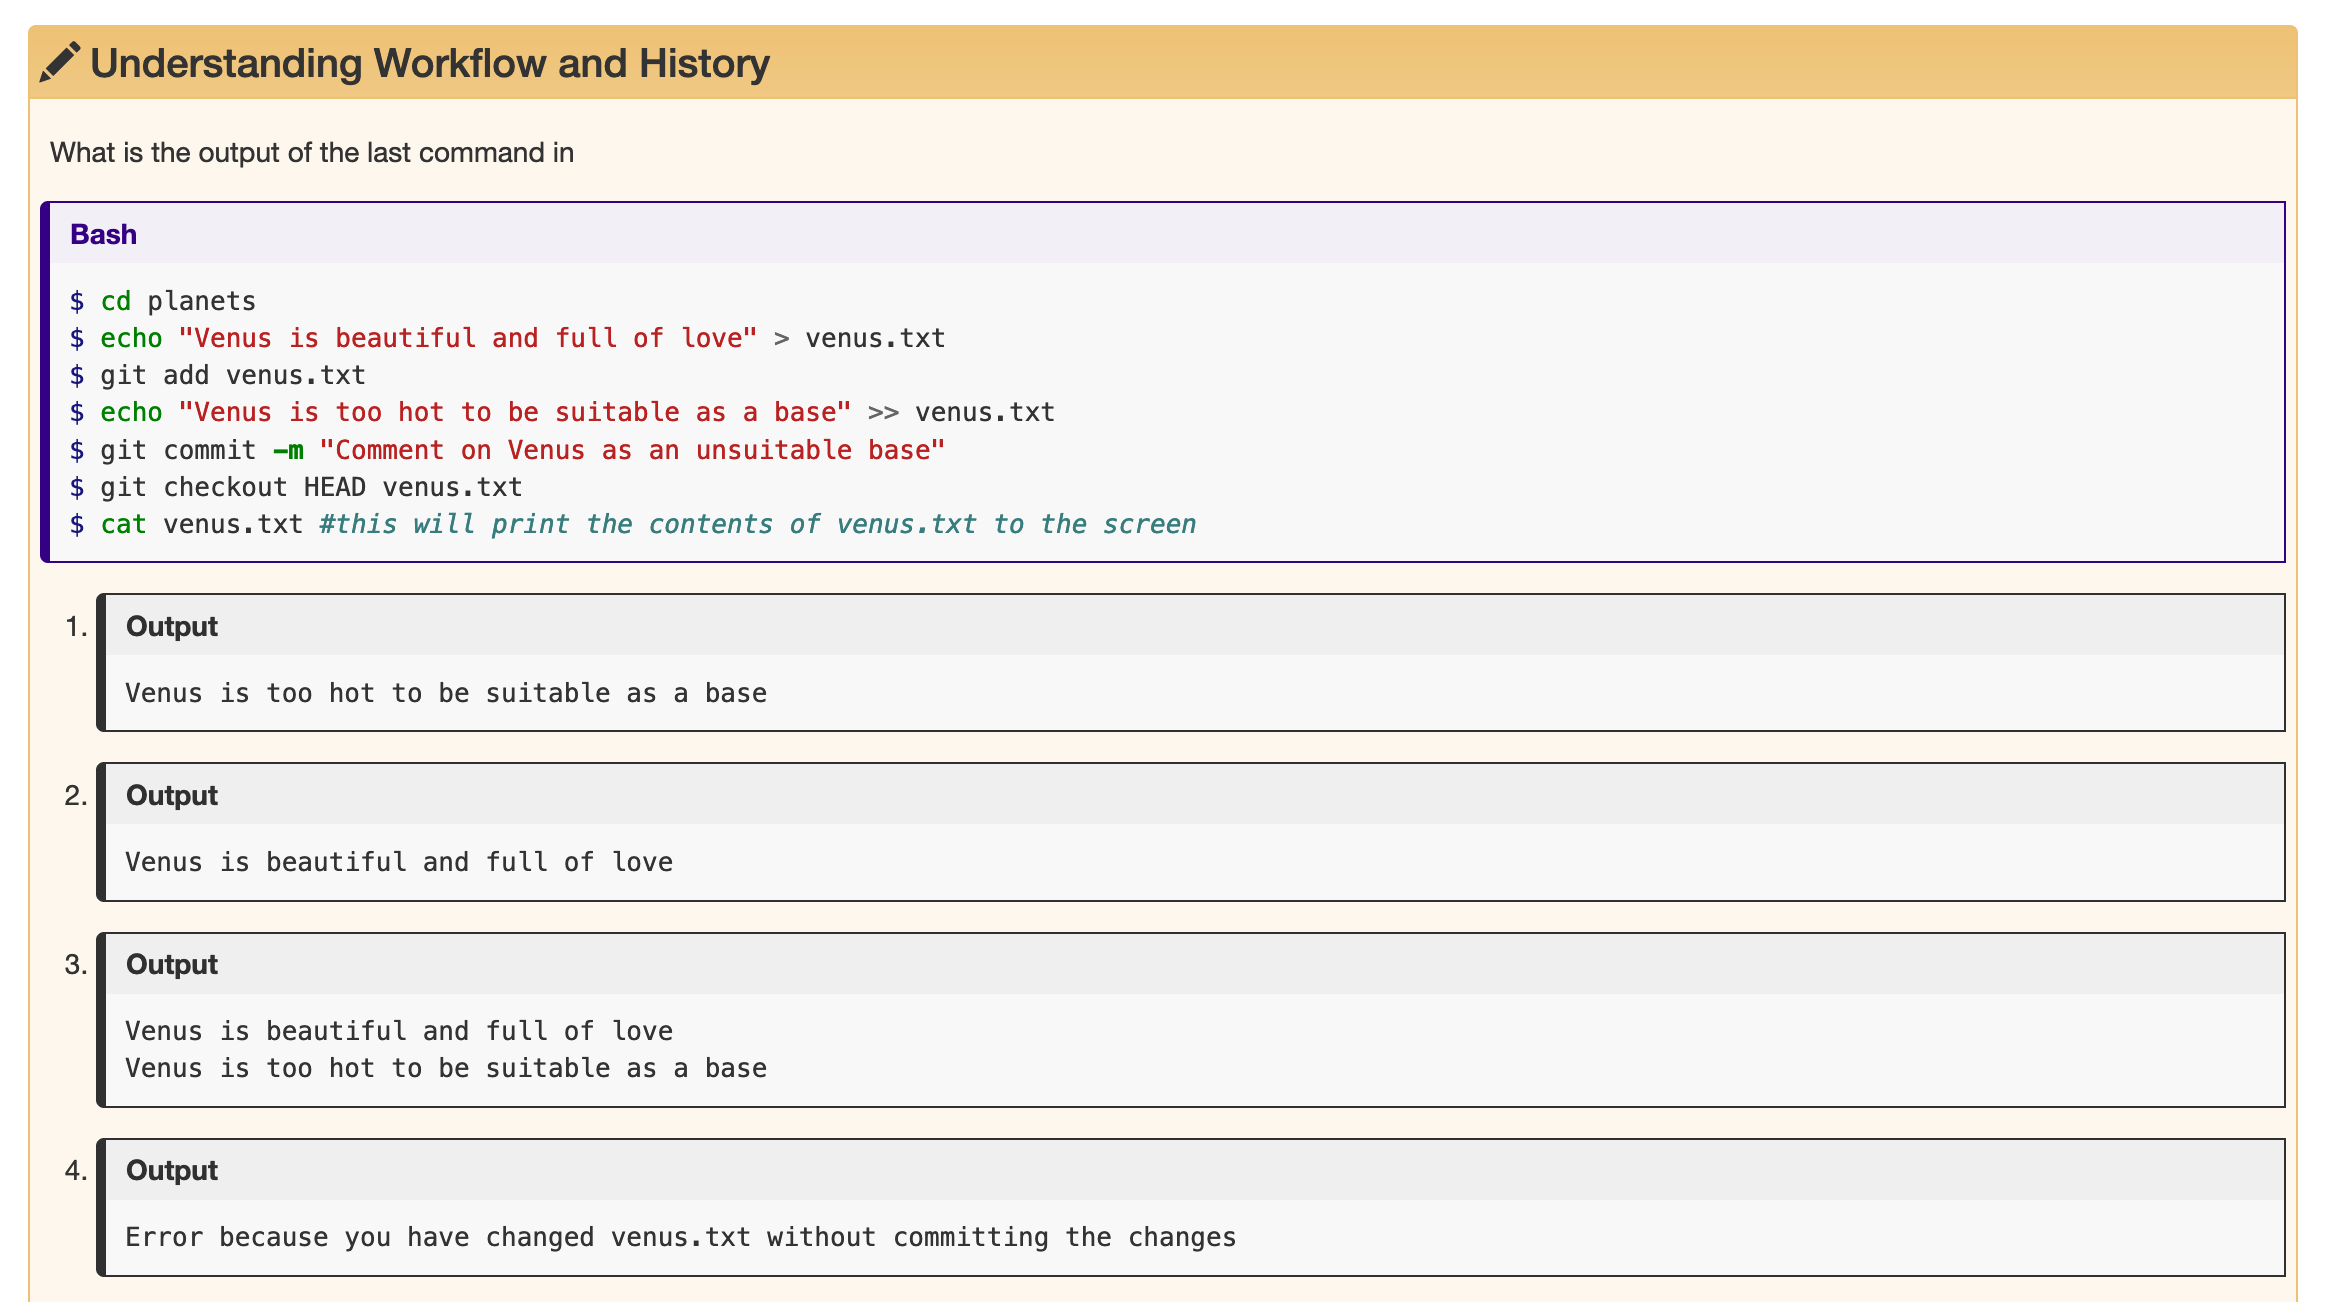 Understanding Workflow and History
What is the output of the last command in
Bash
$ cd planets
$ echo "Venus is beautiful and full of love" > venus.txt
$ git add venus.txt
$ echo "Venus is too hot to be suitable as a base" >> venus.txt
$ git commit -m "Comment on Venus as an unsuitable base"
$ git checkout HEAD venus.txt
$ cat venus.txt #this will print the contents of venus.txt to the screen
1. Output
Venus is too hot to be suitable as a base
2. Output
Venus is beautiful and full of love
3. Output
Venus is beautiful and full of love
Venus is too hot to be suitable as a base
4. Output
Error because you have changed venus.txt without committing the changes